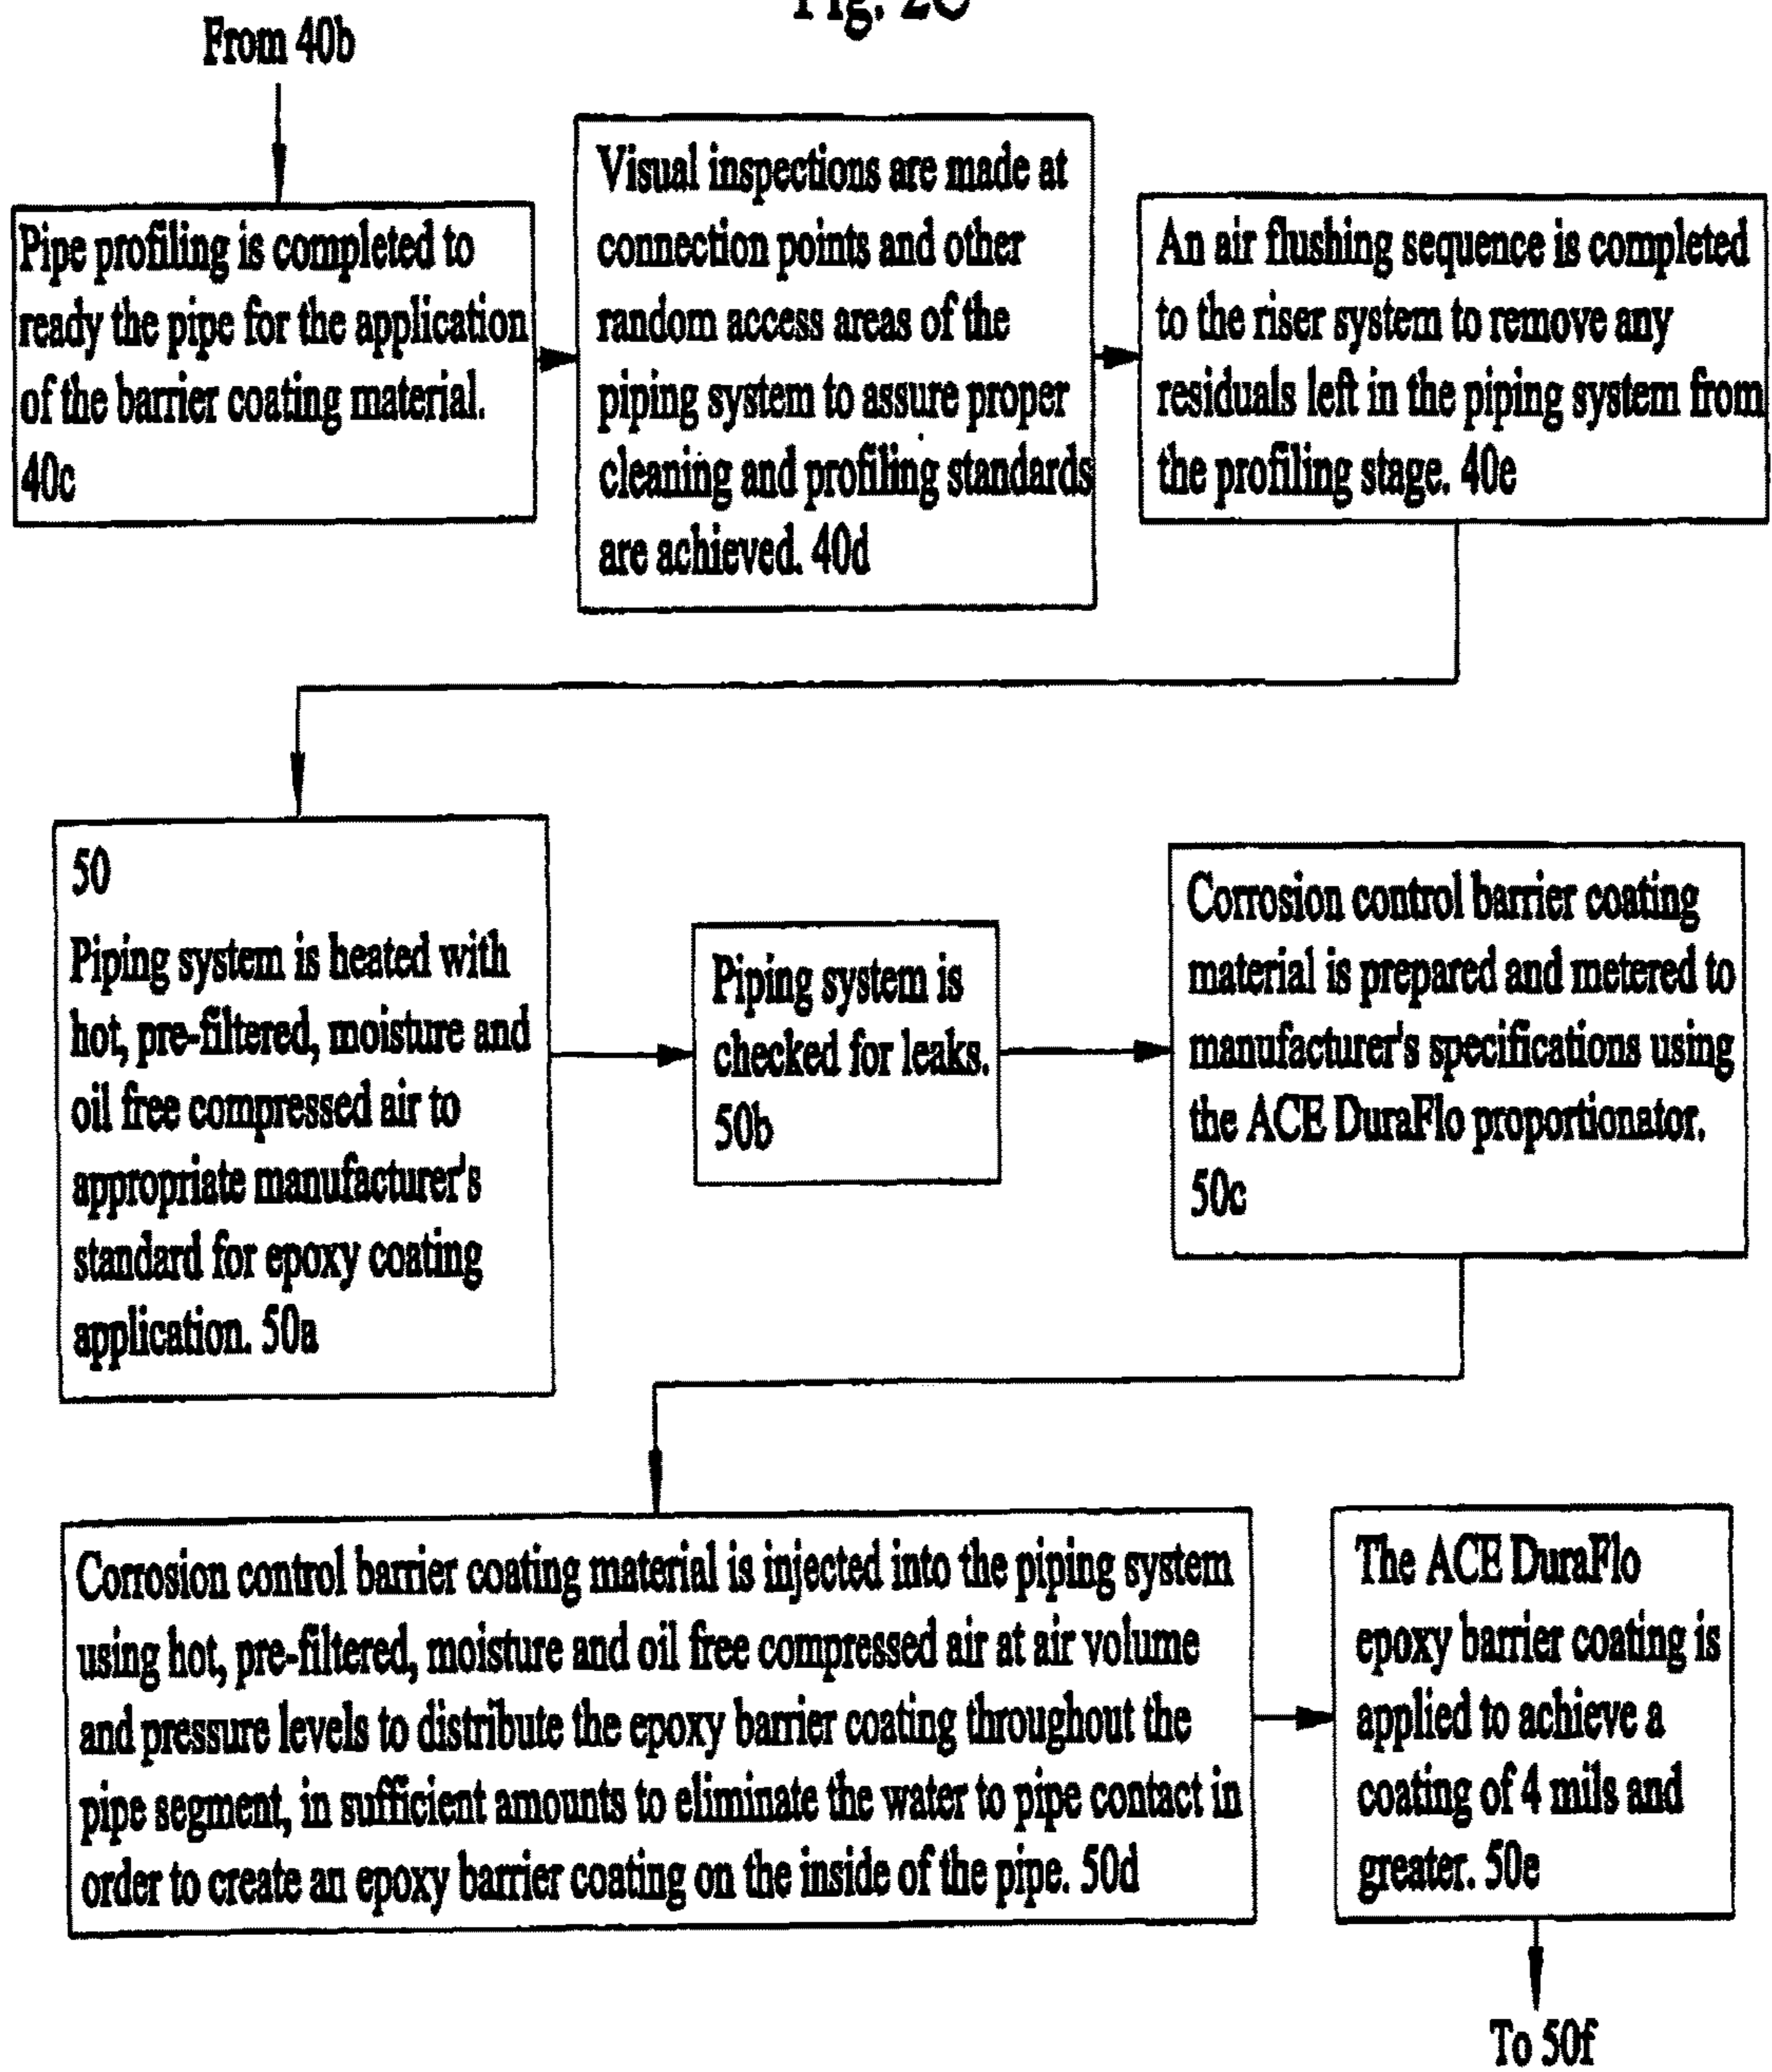 Fig. 2C
From 40b
Pipe profiling is completed to
ready the pipe for the application
of the barrier coating material.
40c
Visual inspections are made at
connection points and other
random access areas of the
piping system to assure proper
cleaning and profiling standards
are achieved. 40d
An air flushing sequence is completed
to the riser system to remove any
residuals left in the piping system from
the profiling stage. 40e
50
Piping system is heated with
hot, pre-filtered, moisture and
oil free compressed air to
appropriate manufacturer's
standard for epoxy coating
application. 50a
Piping system is
checked for leaks.
50b
Corrosion control barrier coating
material is prepared and metered to
manufacturer's specifications using
the ACE DuraFlo proportionator.
50c
Corrosion control barrier coating material is injected into the piping system
using hot, pre-filtered, moisture and oil free compressed air at air volume
and pressure levels to distribute the epoxy barrier coating throughout the
pipe segment, in sufficient amounts to eliminate the water to pipe contact in
order to create an epoxy barrier coating on the inside of the pipe. 50d
The ACE DuraFlo
epoxy barrier coating is
applied to achieve a
coating of 4 mils and
greater. 50e
To 50f